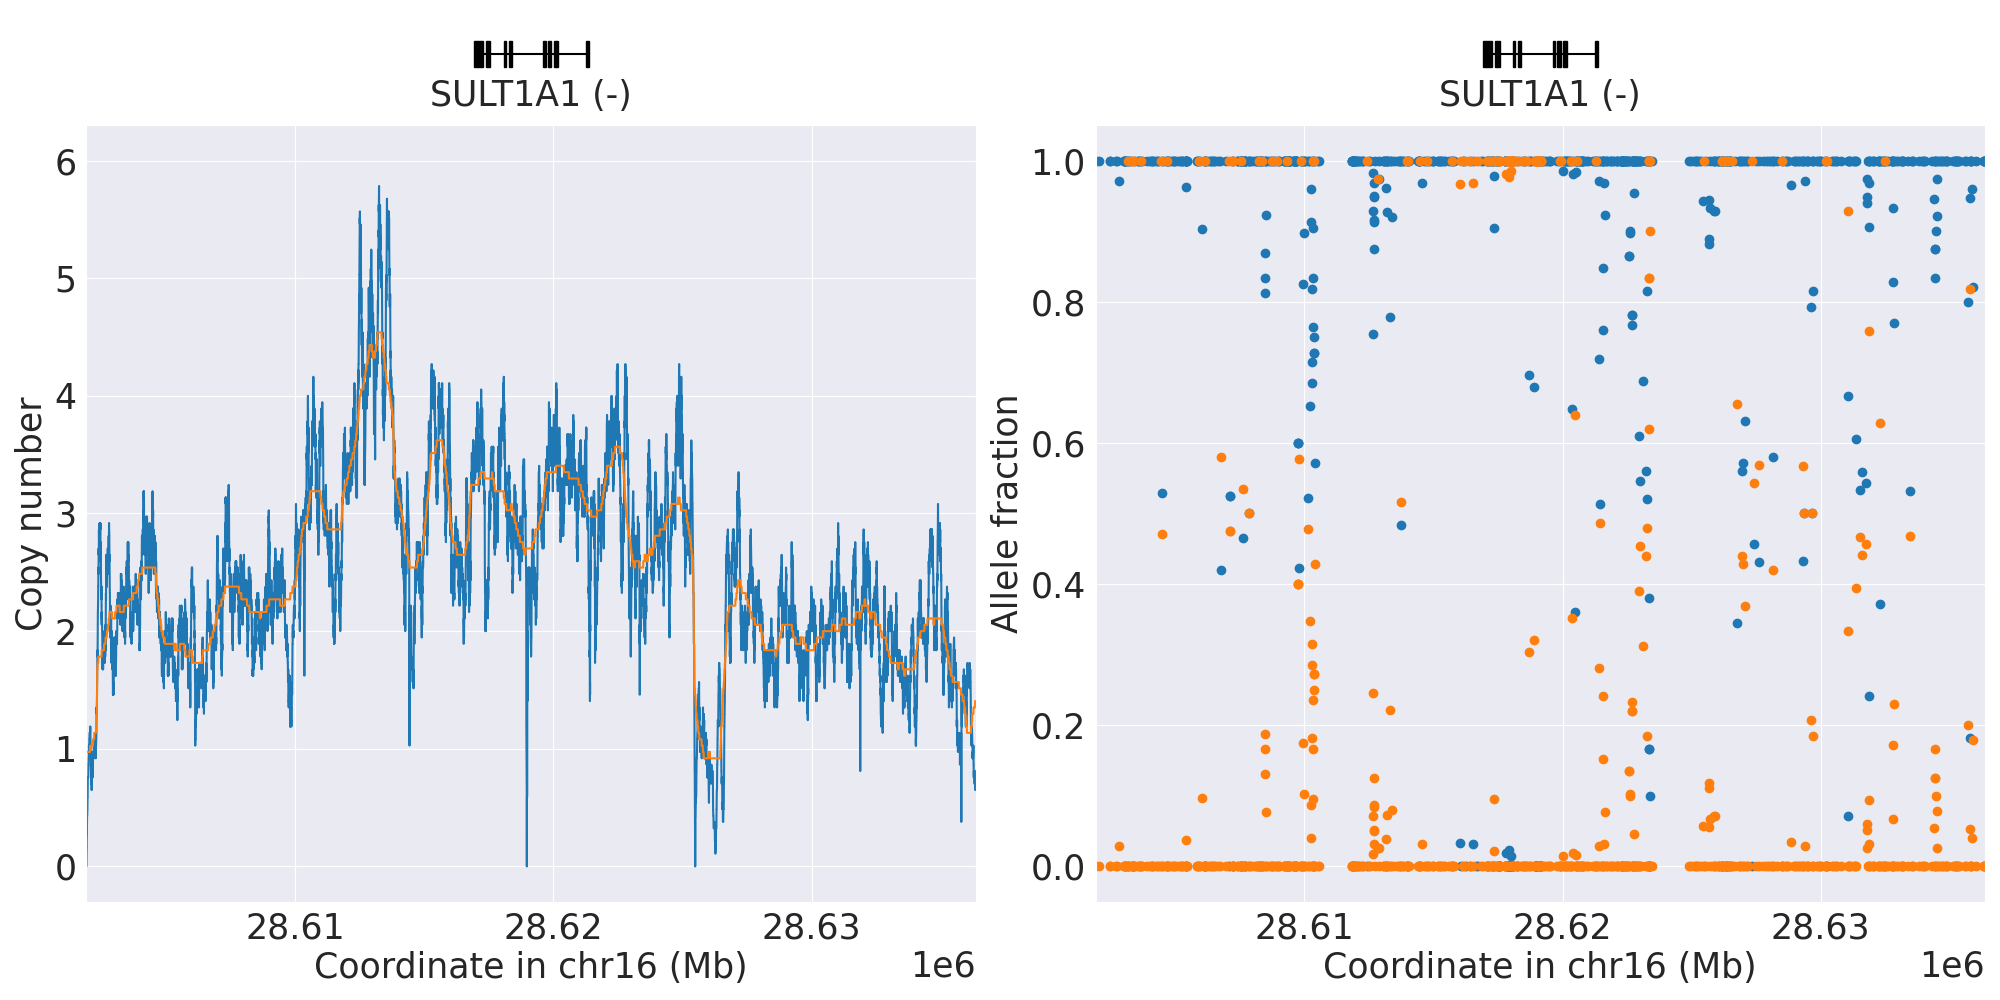 SULT1A1 (-)
6
5
4
3
2
1
0
Copy number
28.61
28.62
28.63
Coordinate in chr16 (Mb)
1e6
SULT1A1 (-)
1.0
0.8
0.6
0.4
0.2
0.0
Allele fraction
28.61
28.62
28.63
Coordinate in chr16 (Mb)
1e6